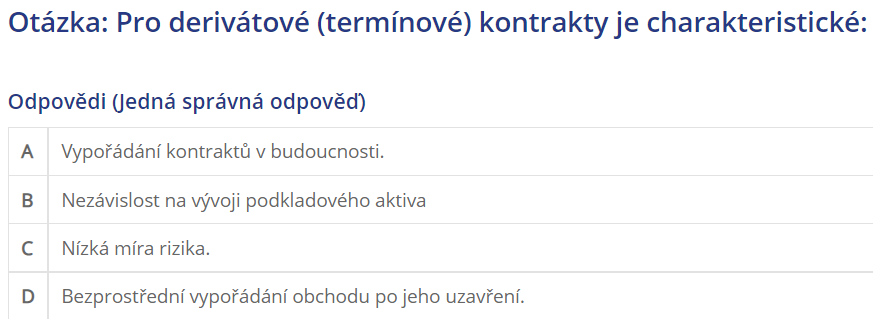 Otázka: Pro derivátové (termínové) kontrakty je charakteristické:
Odpovědi (Jedná správná odpověď)
A Vypořádání kontraktů v budoucnosti.
B Nezávislost na vývoji podkladového aktiva
C Nízká míra rizika.
D Bezprostřední vypořádání obchodu po jeho uzavření.